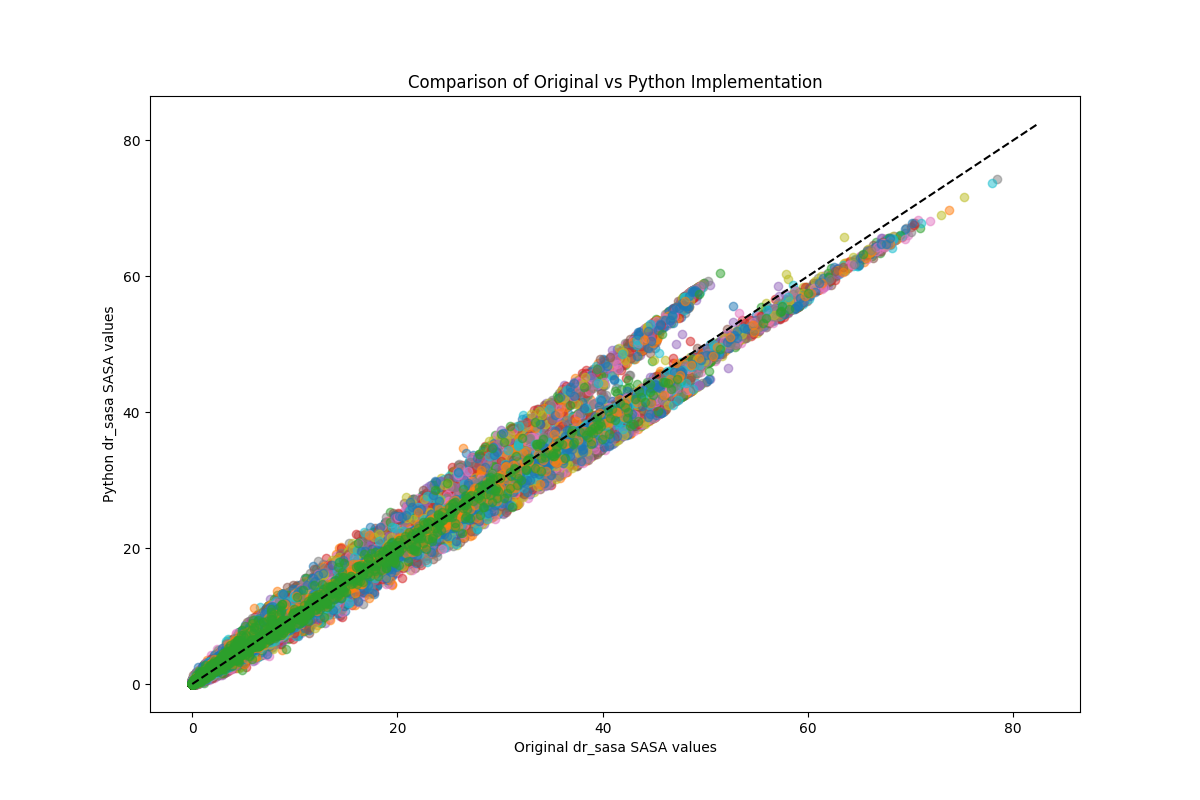 Comparison of Original vs Python Implementation
80
60
40
20
0
Python dr_sasa SASA values
0 20 40 60 80
Original dr_sasa SASA values